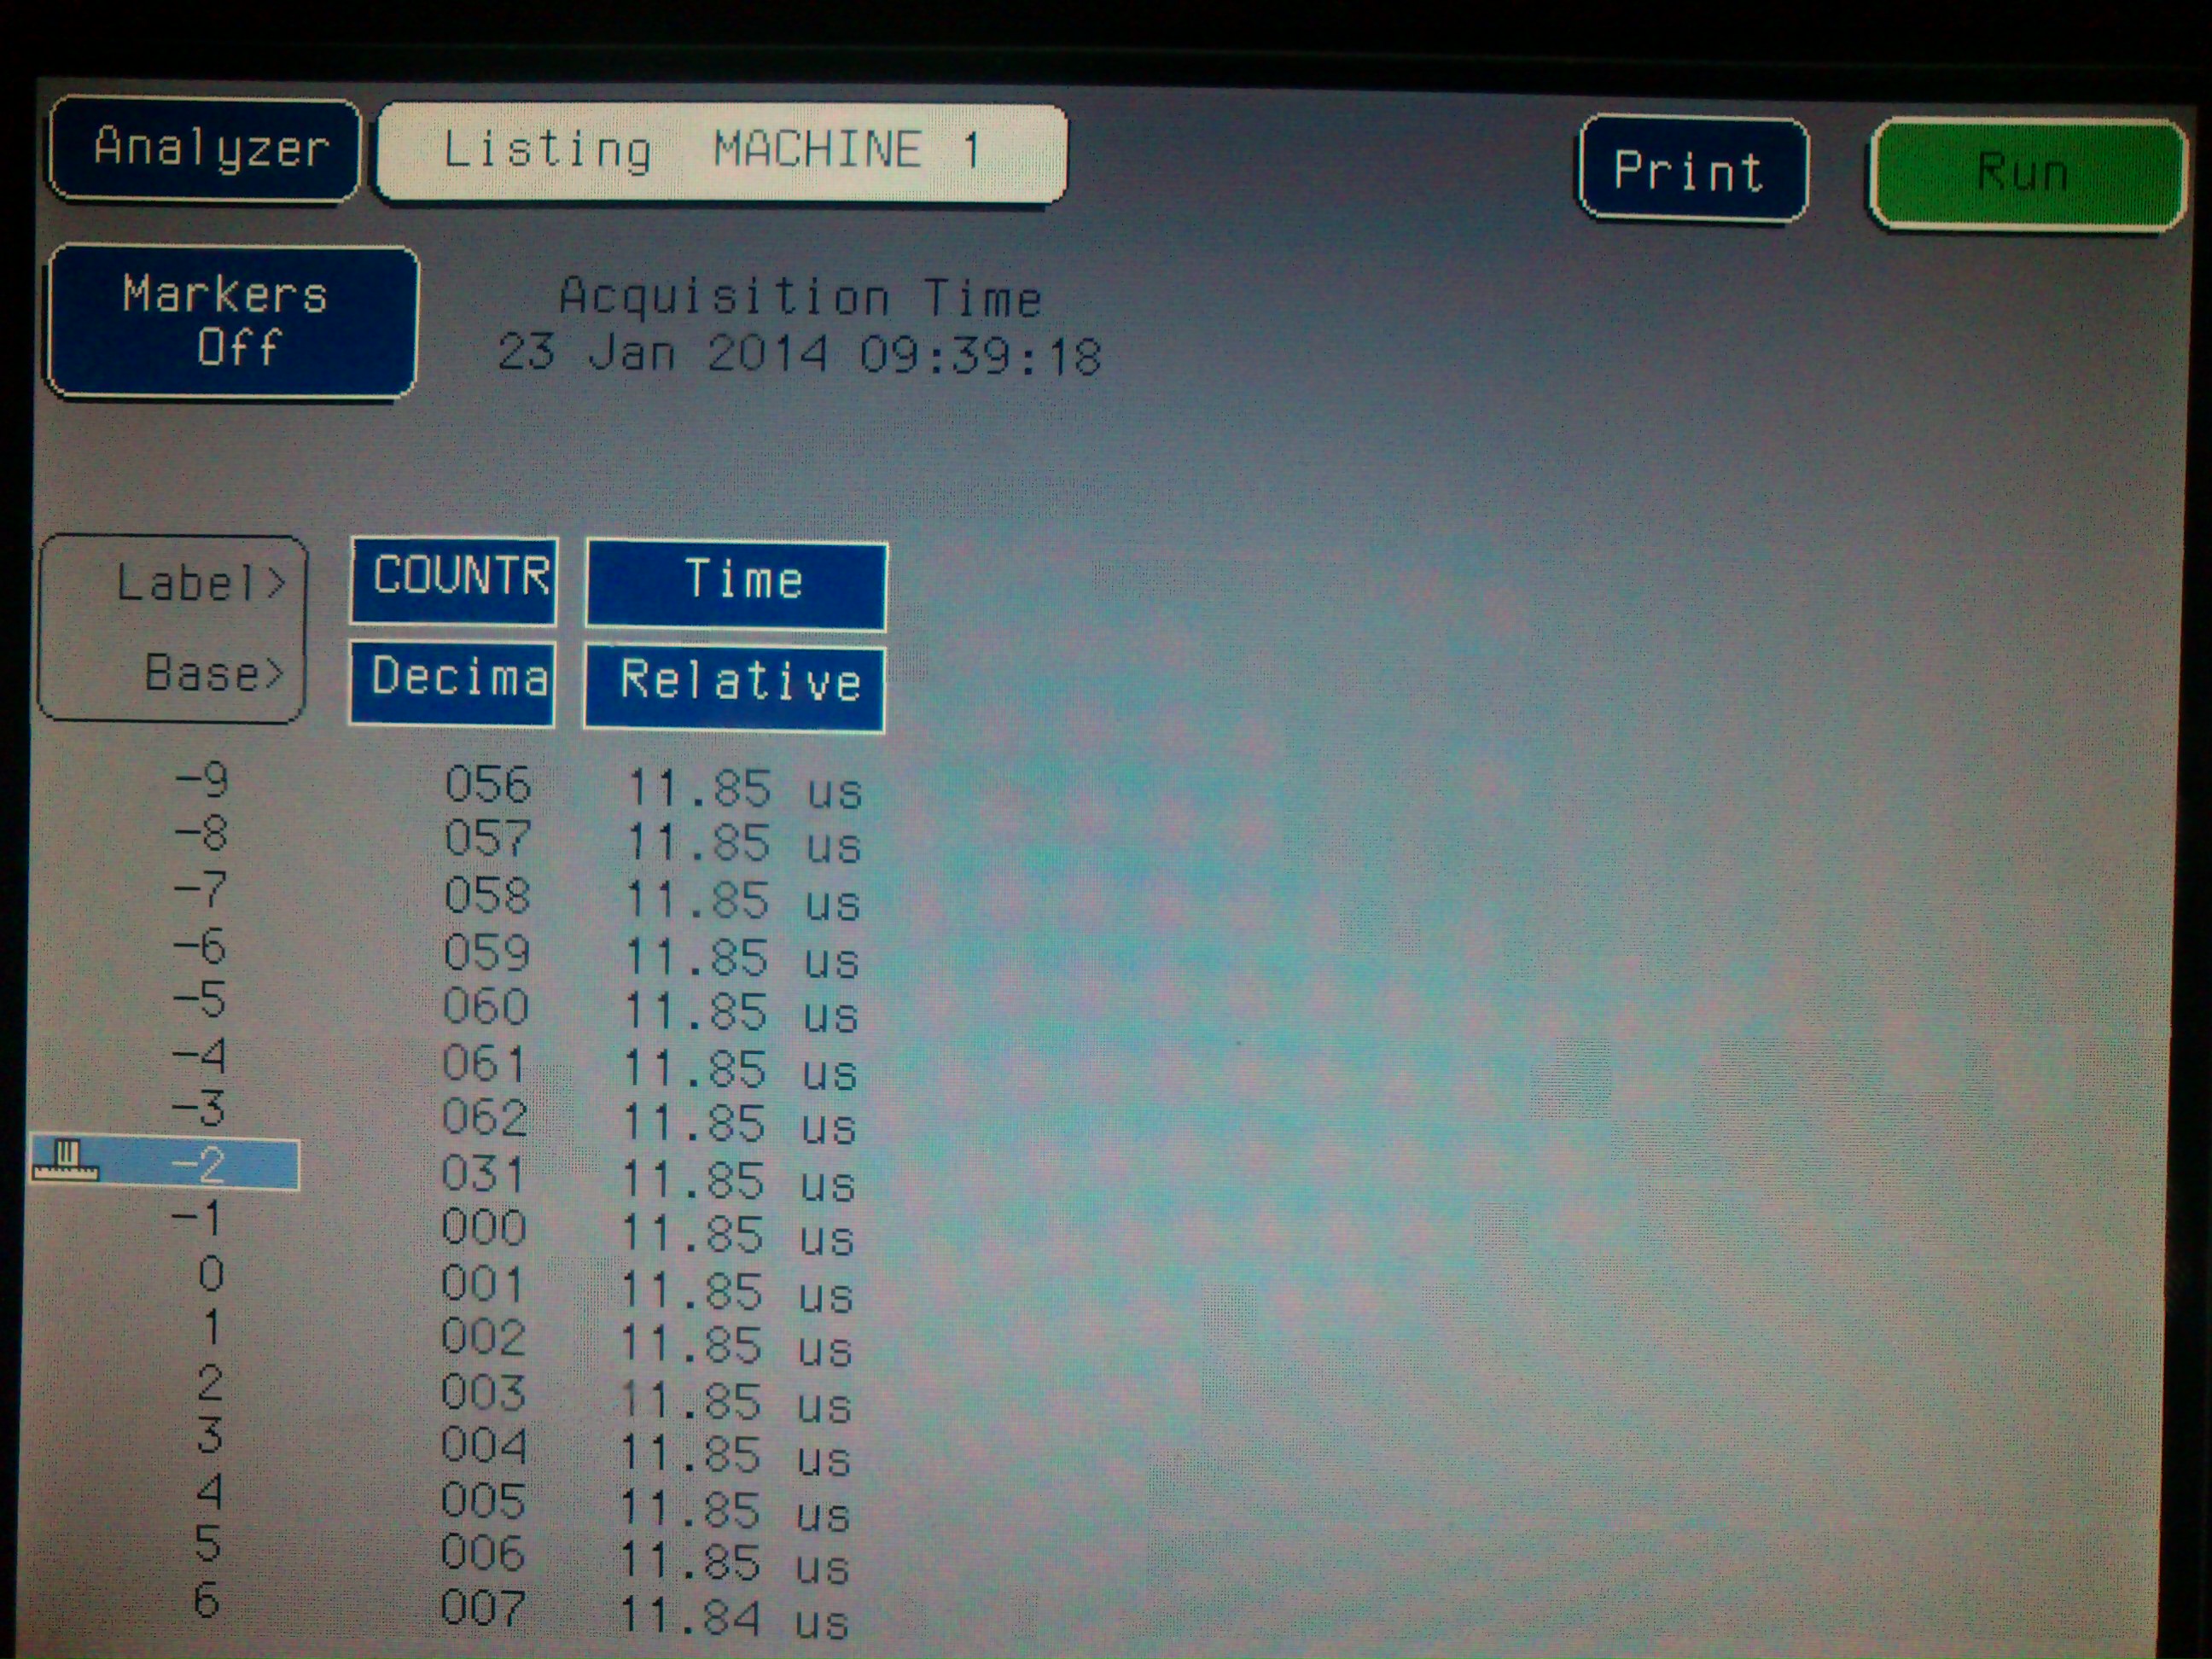 Analyzer Listing MACHINE 1 Print Run
Markers
Off
Acquisition Time
23 Jan 2014 09:39:18
Label> COUNTR Time
Base> Decima Relative
-9 056 11.85 us
-8 057 11.85 us
-7 058 11.85 us
-6 059 11.85 us
-5 060 11.85 us
-4 061 11.85 us
-3 062 11.85 us
-2 031 11.85 us
-1 000 11.85 us
0 001 11.85 us
1 002 11.85 us
2 003 11.85 us
3 004 11.85 us
4 005 11.85 us
5 006 11.85 us
6 007 11.84 us